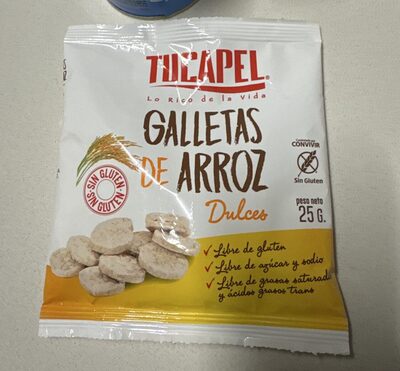 TUCAPEL
Lo Rico de la Vida
GALLETAS
DE ARROZ
Dulces
SIN GLUTEN
SIN GLUTEN
CONVIVIR
Sin Gluten
peso neto
25 G.
Libre de gluten
Libre de azúcar y sodio
Libre de grasas saturada
y ácidos grasos trans